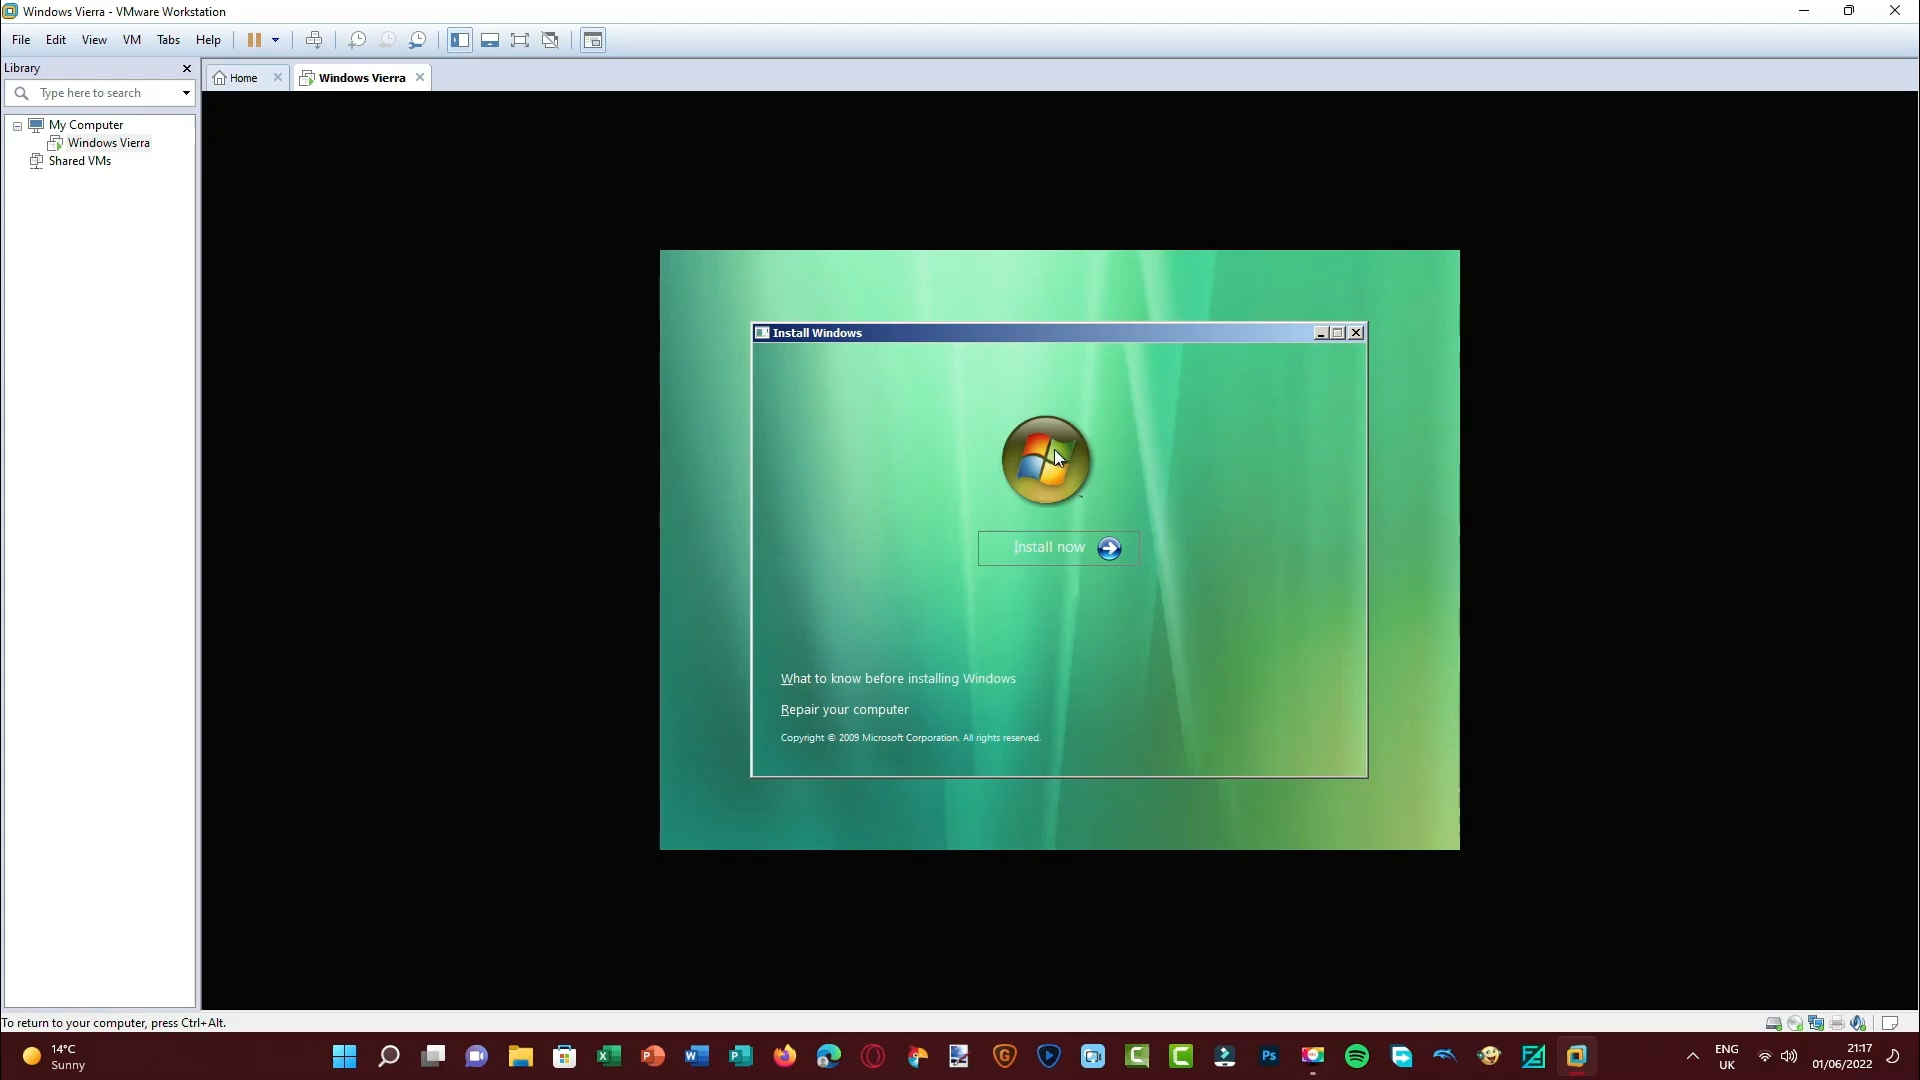 Windows Vierra - VMware Workstation
File Edit View VM Tabs Help
Library
Home
Windows Vierra
Type here to search
My Computer
Windows Vierra
Shared VMs
Install Windows
Install now
What to know before installing Windows
Repair your computer
Copyright © 2009 Microsoft Corporation. All rights reserved.
To return to your computer, press Ctrl+Alt.
14°C
Sunny
ENG
UK
21:17
01/06/2022